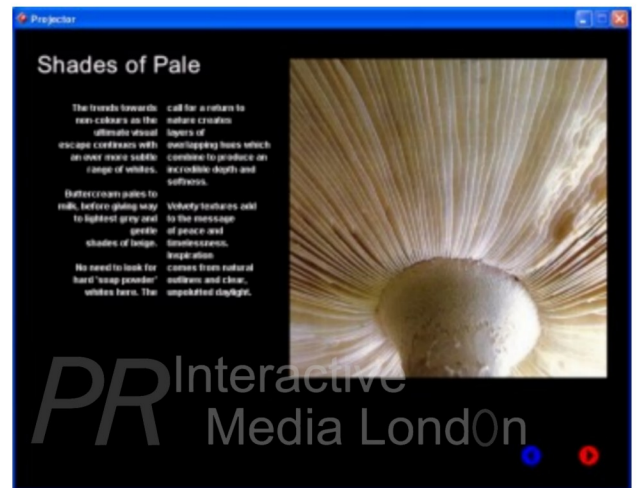 Projector
Shades of Pale
The trends towards
non-colours as the
ultimate visual
escape continues with
an ever more subtle
range of whites.
Buttercream pales to
milk, before giving way
to lightest grey and
gentle
shades of beige.
No need to look for
hard 'soap powder'
whites here. The
call for a return to
nature creates
layers of
overlapping hues which
combine to produce an
incredible depth and
softness.
Velvety textures add
to the message
of peace and
timelessness.
Inspiration
comes from natural
outlines and clear,
unpolluted daylight.
PR Interactive
Media London